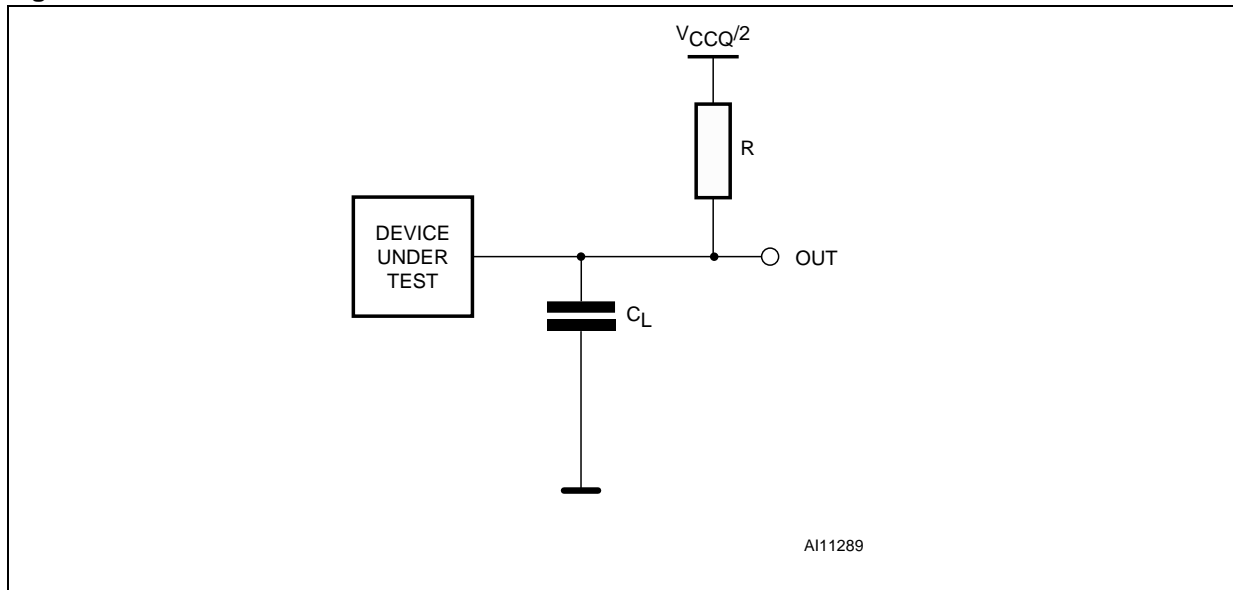 VCCQ/2
R
DEVICE
UNDER
TEST
OUT
CL
AI11289